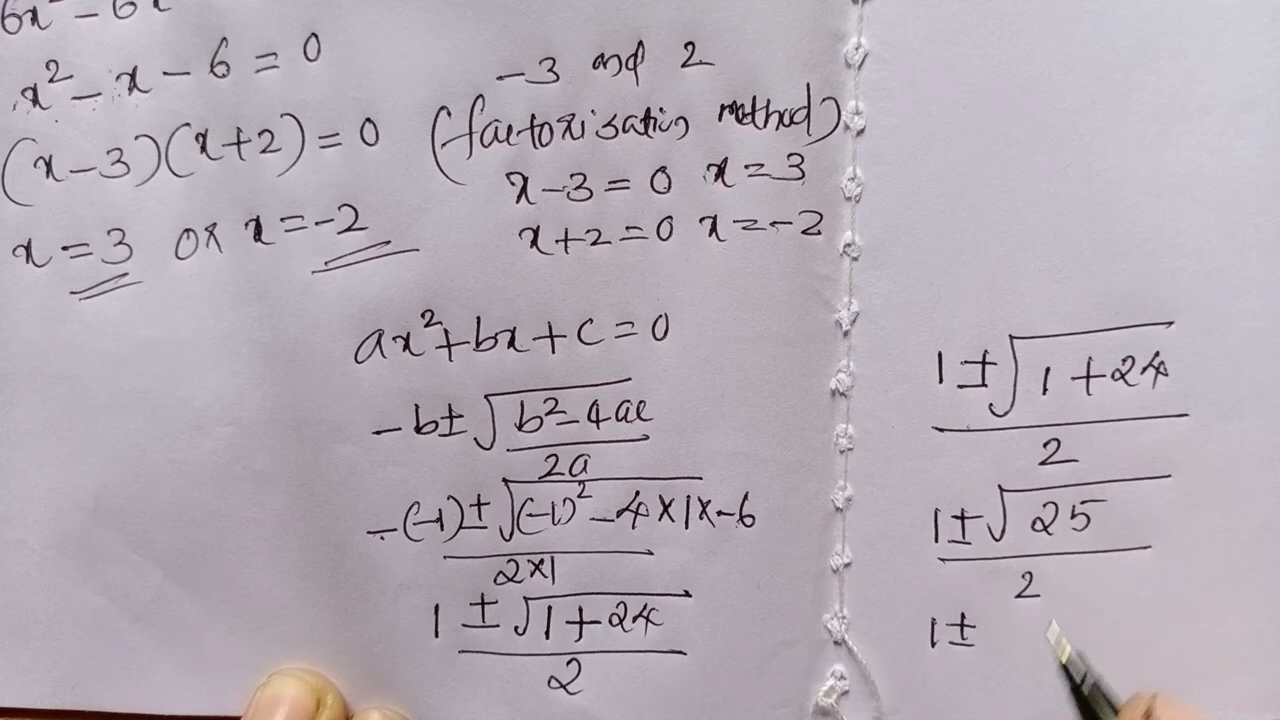 x² - x - 6 = 0
-3 and 2
(x-3)(x+2) = 0 (factorisation method)
x-3 = 0 x = 3
x = 3 or x = -2
x+2 = 0 x = -2
ax²+bx+c = 0
-b±√b²-4ac
2a
-(-1)±√(-1)²-4×1×-6
2×1
1 ± √1+24
2
1±√1+24
2
1±√25
2
1±